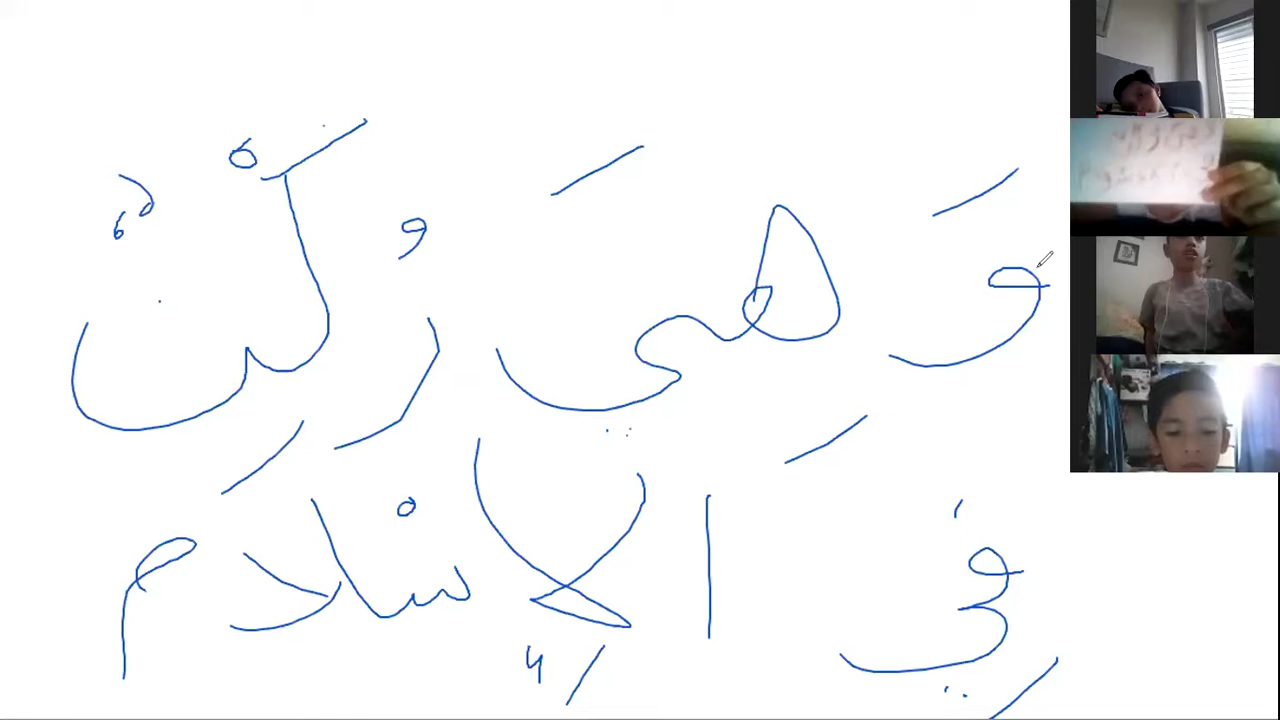 وَ هِيَ رُكْنٌ
فِي الْإِسْلَام